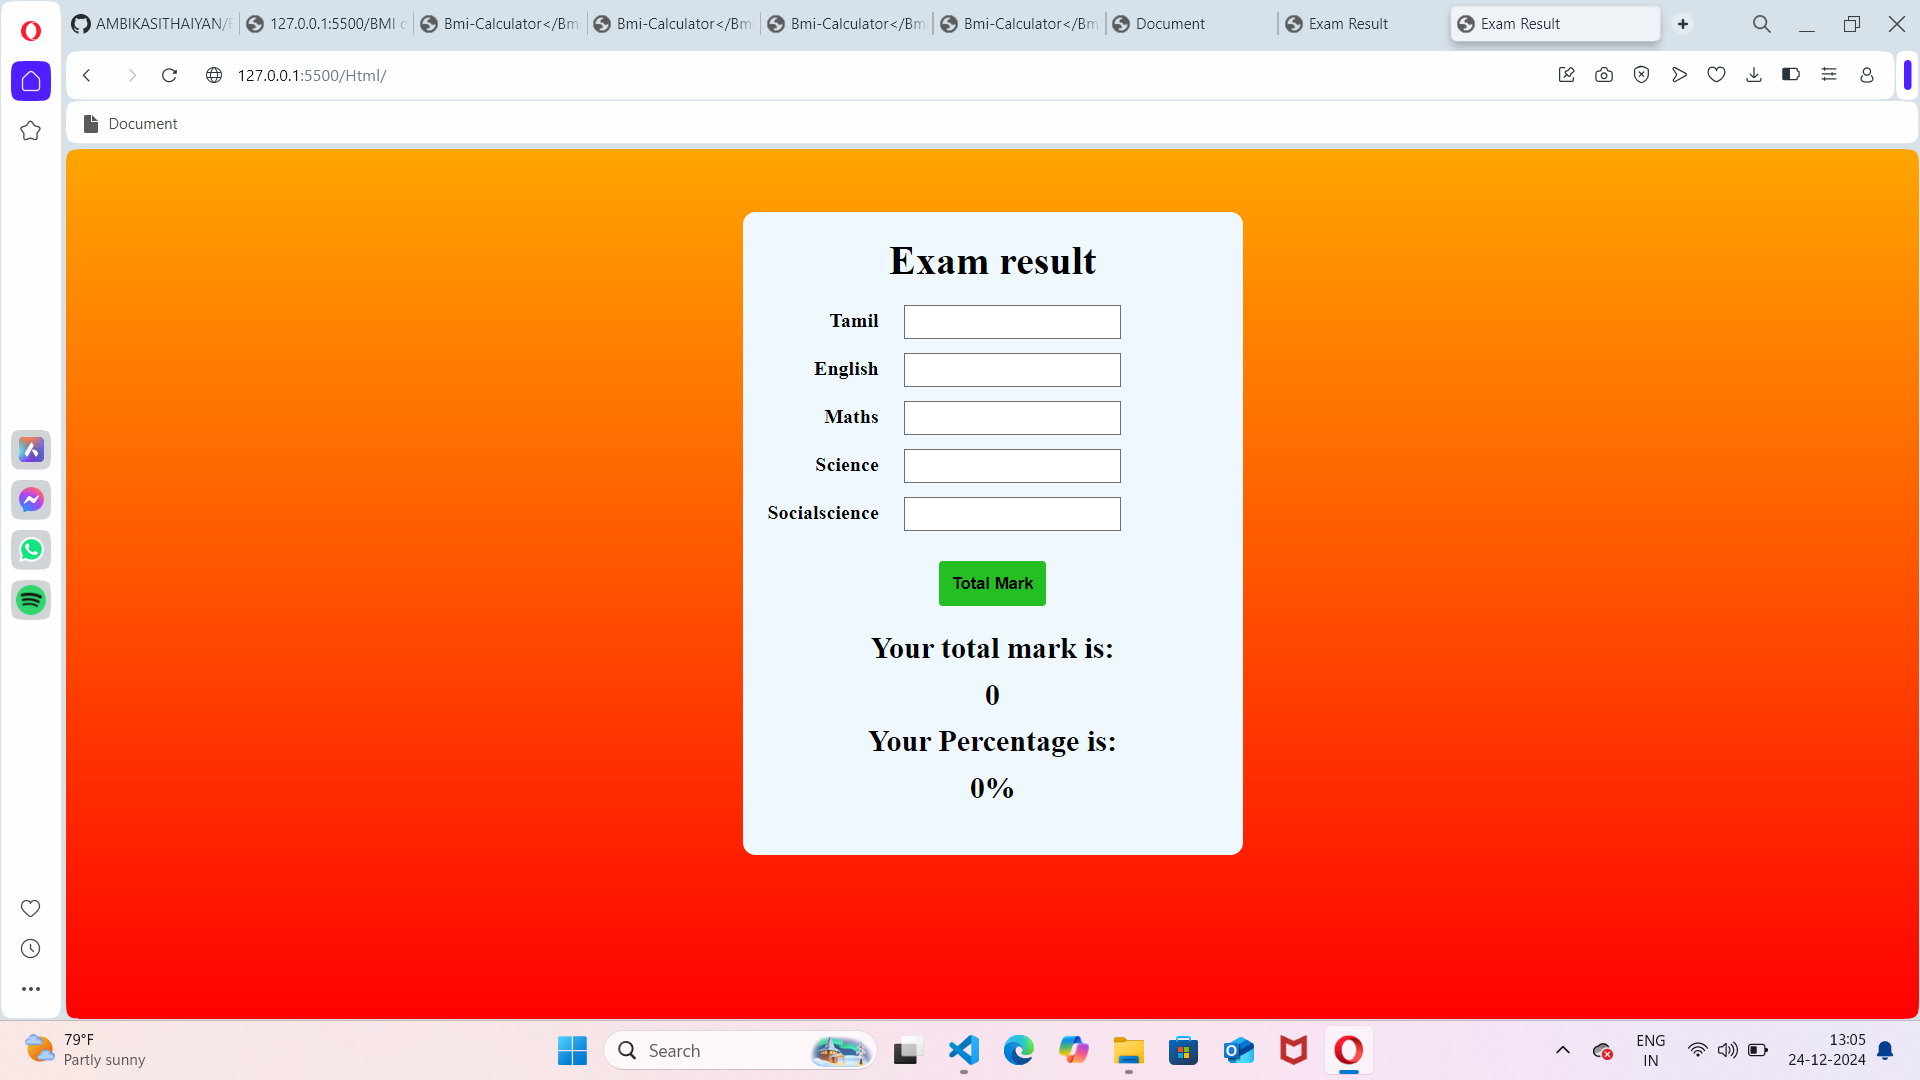 AMBIKASITHAIYAN/
127.0.0.1:5500/BMI c
Bmi-Calculator</Bm
Bmi-Calculator</Bm
Bmi-Calculator</Bm
Bmi-Calculator</Bm
Document
Exam Result
Exam Result
127.0.0.1:5500/Html/
Document
Exam result
Tamil
English
Maths
Science
Socialscience
Total Mark
Your total mark is:
0
Your Percentage is:
0%
79°F
Partly sunny
Search
ENG
IN
13:05
24-12-2024